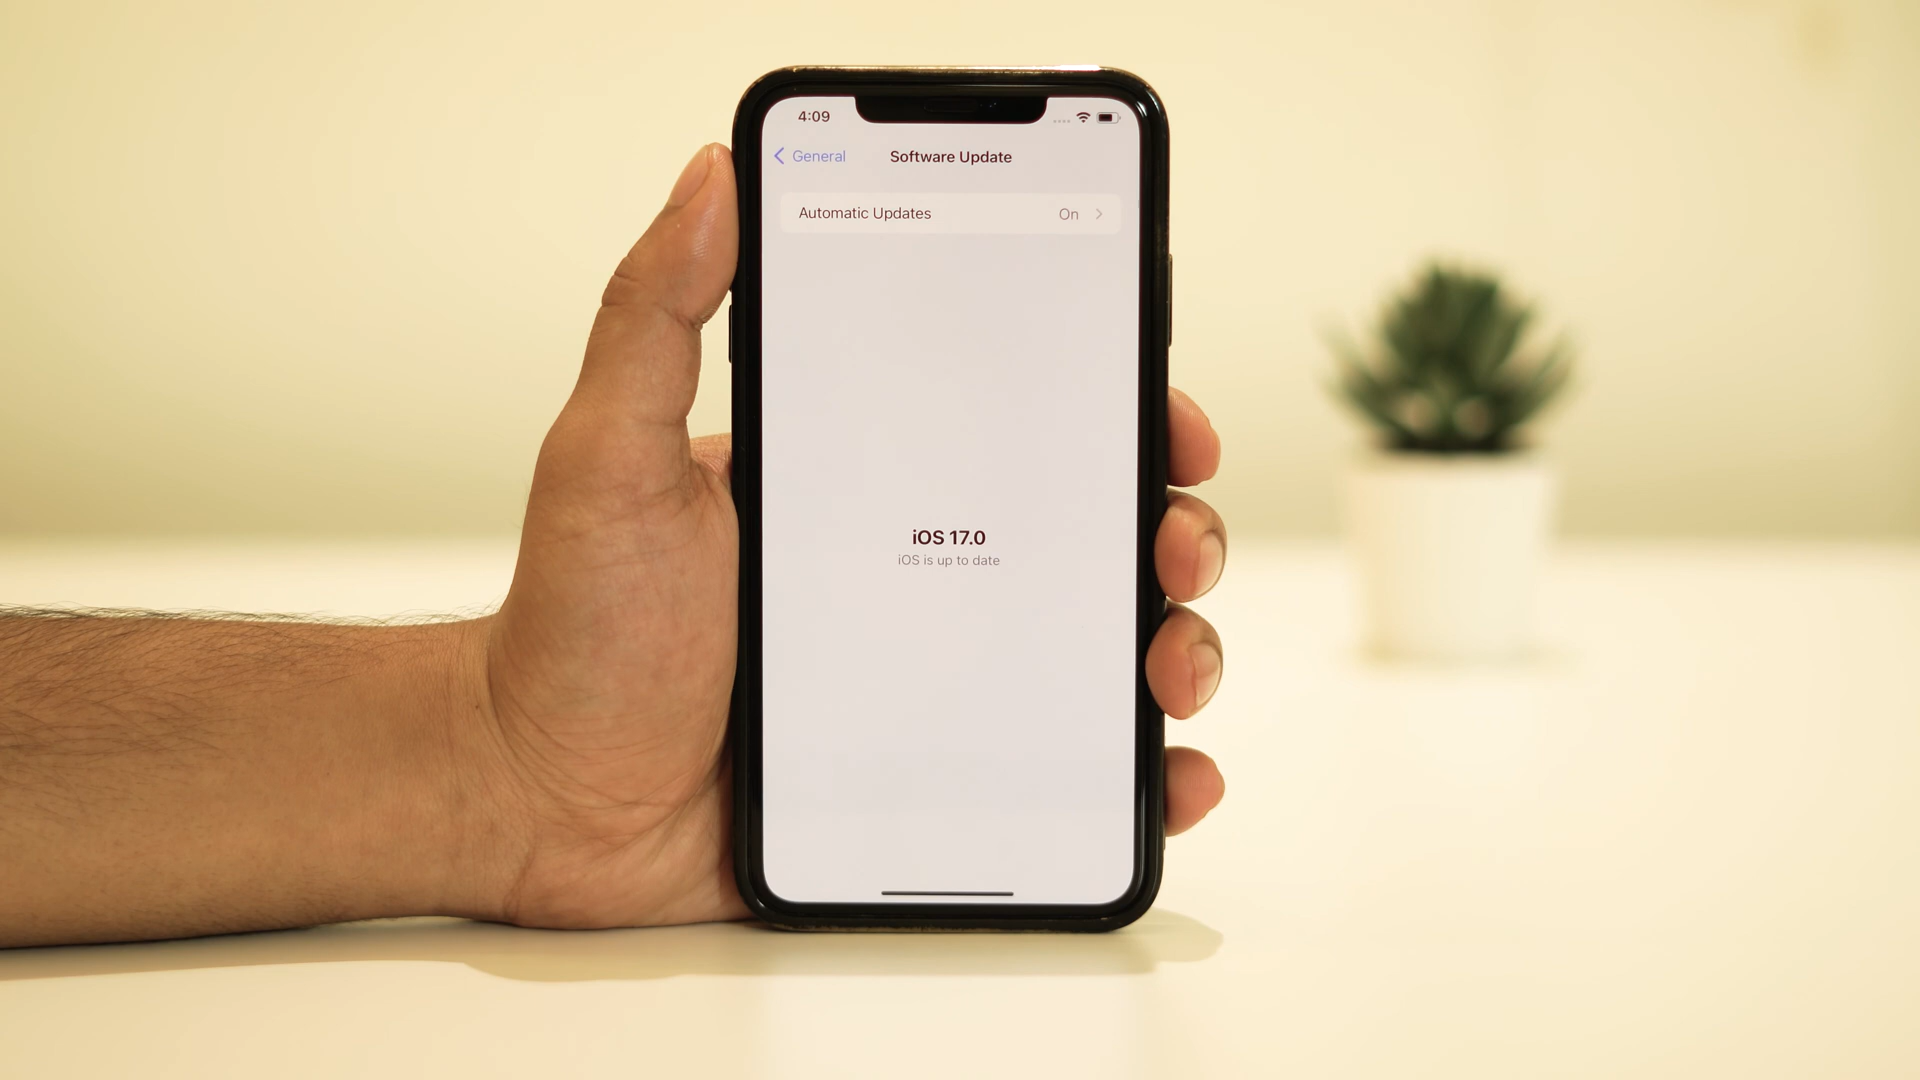 4:09
General
Software Update
Automatic Updates On
iOS 17.0
iOS is up to date